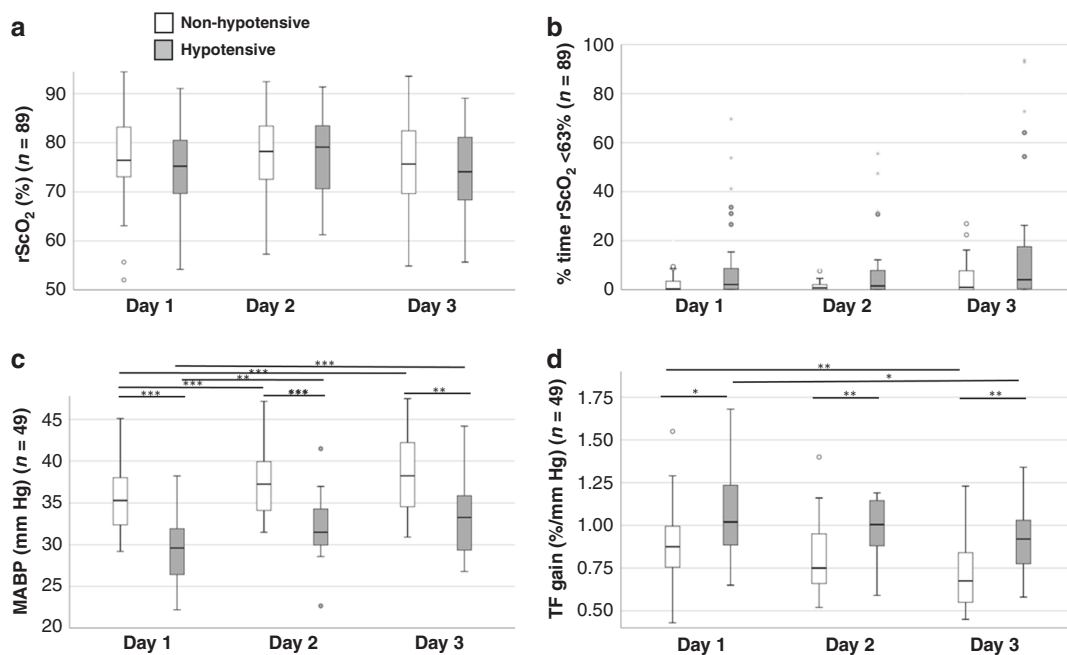 a
Non-hypotensive
Hypotensive
rScO2 (%) (n = 89)
90
80
70
60
50
Day 1 Day 2 Day 3
b
% time rScO2 <63% (n = 89)
100
80
60
40
20
0
Day 1 Day 2 Day 3
c
MABP (mm Hg) (n = 49)
***
***
**
***
*** *** **
45
40
35
30
25
20
Day 1 Day 2 Day 3
d
TF gain (%/mm Hg) (n = 49)
**
*
* ** **
1.75
1.50
1.25
1.00
0.75
0.50
Day 1 Day 2 Day 3